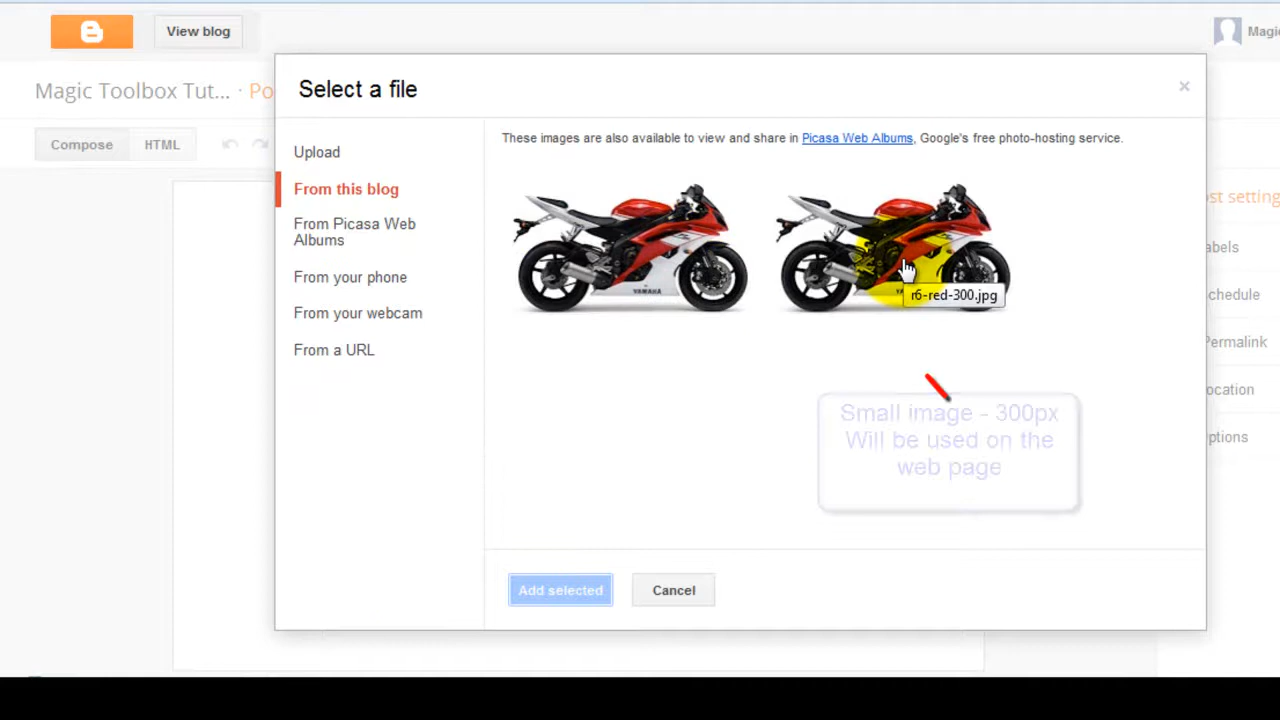 View blog
Magic
Magic Toolbox Tut... · Po
Compose
HTML
Select a file
×
Upload
From this blog
From Picasa Web
Albums
From your phone
From your webcam
From a URL
These images are also available to view and share in Picasa Web Albums, Google's free photo-hosting service.
YAMAHA
r6-red-300.jpg
Small image - 300px
Will be used on the
web page
Add selected
Cancel
st setting
abels
chedule
Permalink
ocation
ptions